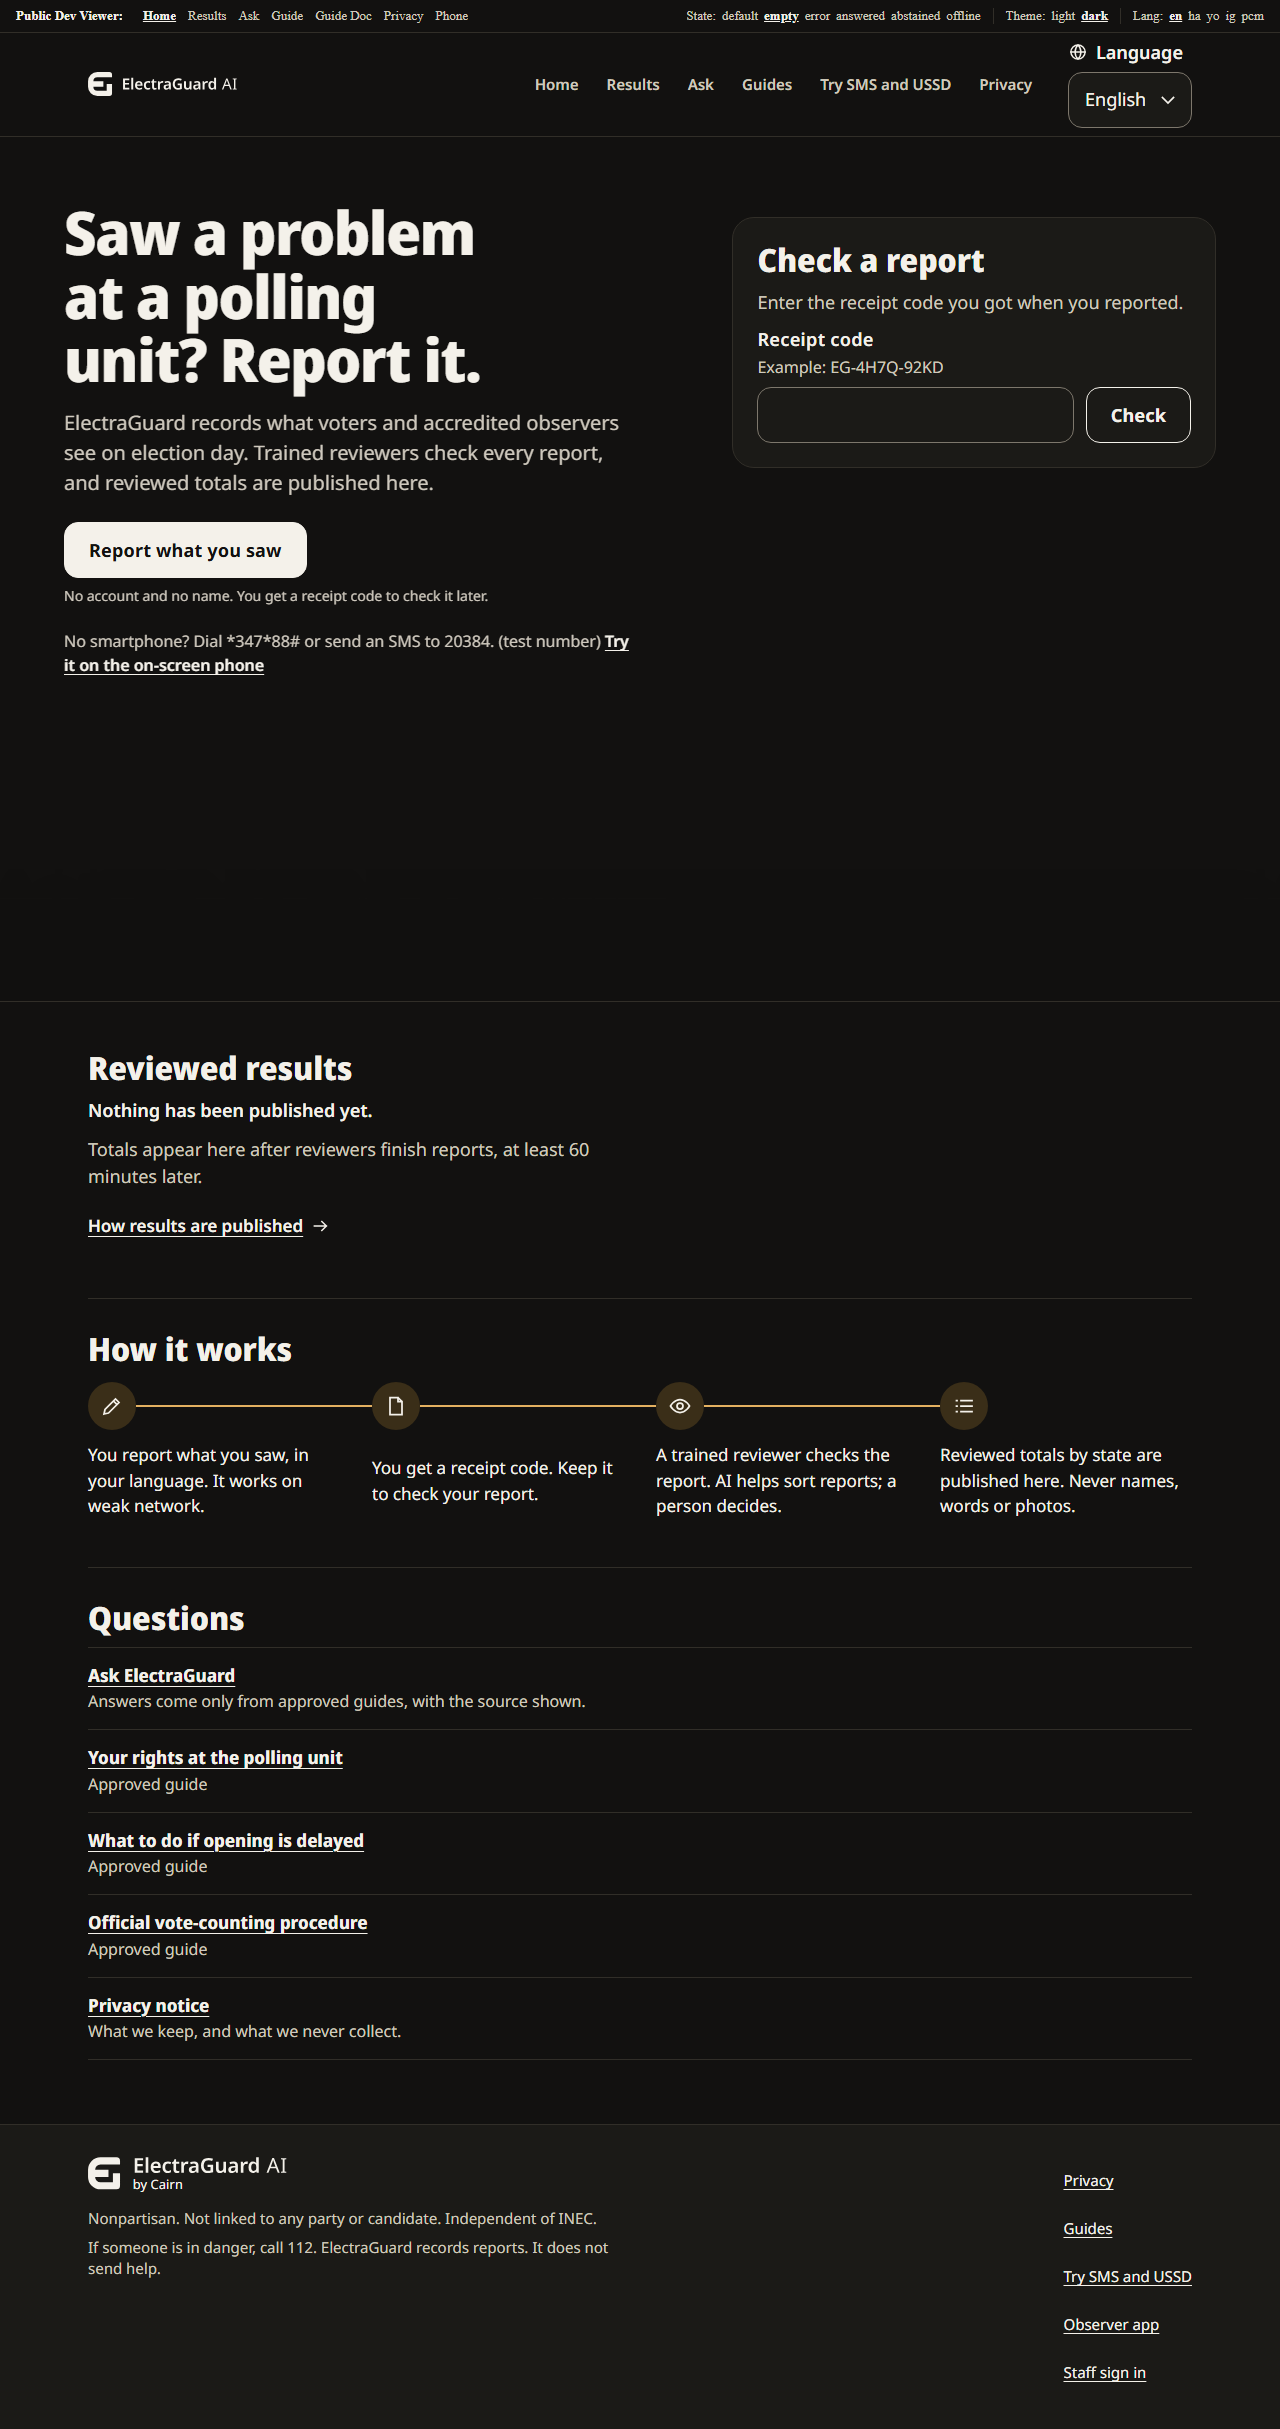 Public Dev Viewer: Home Results Ask Guide Guide Doc Privacy Phone State: default empty error answered abstained offline Theme: light dark Lang: en ha yo ig pcm
Language
ElectraGuard AI Home Results Ask Guides Try SMS and USSD Privacy
English
Saw a problem
at a polling
unit? Report it.
ElectraGuard records what voters and accredited observers
see on election day. Trained reviewers check every report,
and reviewed totals are published here.
Report what you saw
No account and no name. You get a receipt code to check it later.
No smartphone? Dial *347*88# or send an SMS to 20384. (test number) Try
it on the on-screen phone
Check a report
Enter the receipt code you got when you reported.
Receipt code
Example: EG-4H7Q-92KD
Check
Reviewed results
Nothing has been published yet.
Totals appear here after reviewers finish reports, at least 60
minutes later.
How results are published →
How it works
You report what you saw, in
your language. It works on
weak network.
You get a receipt code. Keep it
to check your report.
A trained reviewer checks the
report. AI helps sort reports; a
person decides.
Reviewed totals by state are
published here. Never names,
words or photos.
Questions
Ask ElectraGuard
Answers come only from approved guides, with the source shown.
Your rights at the polling unit
Approved guide
What to do if opening is delayed
Approved guide
Official vote-counting procedure
Approved guide
Privacy notice
What we keep, and what we never collect.
ElectraGuard AI
by Cairn
Nonpartisan. Not linked to any party or candidate. Independent of INEC.
If someone is in danger, call 112. ElectraGuard records reports. It does not
send help.
Privacy
Guides
Try SMS and USSD
Observer app
Staff sign in